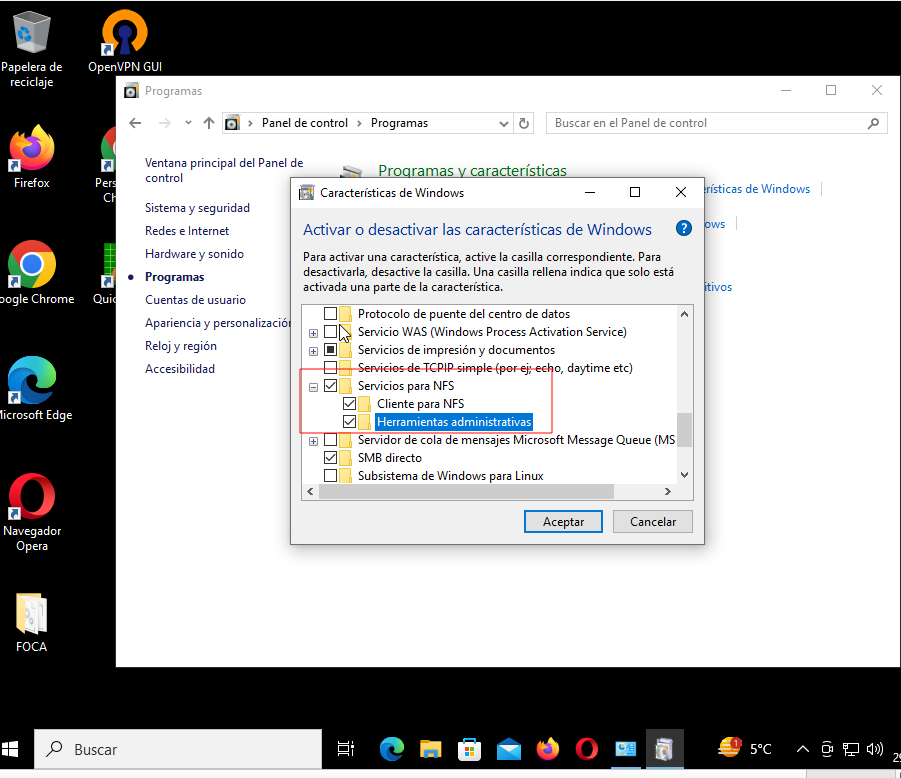 Papelera de
reciclaje
OpenVPN GUI
Firefox
Pers
Ch
oogle Chrome
Quic
Microsoft Edge
Navegador
Opera
FOCA
Programas
Panel de control
Programas
Buscar en el Panel de control
Ventana principal del Panel de
control
Sistema y seguridad
Redes e Internet
Hardware y sonido
Programas
Cuentas de usuario
Apariencia y personalización
Reloj y región
Accesibilidad
Programas y características
erísticas de Windows
ows
itivos
Características de Windows
Activar o desactivar las características de Windows
?
Para activar una característica, active la casilla correspondiente. Para
desactivarla, desactive la casilla. Una casilla rellena indica que solo está
activada una parte de la característica.
Protocolo de puente del centro de datos
Servicio WAS (Windows Process Activation Service)
Servicios de impresión y documentos
Servicios de TCPIP simple (por ej; echo, daytime etc)
Servicios para NFS
Cliente para NFS
Herramientas administrativas
Servidor de cola de mensajes Microsoft Message Queue (MS
SMB directo
Subsistema de Windows para Linux
Aceptar
Cancelar
Buscar
1
5°C